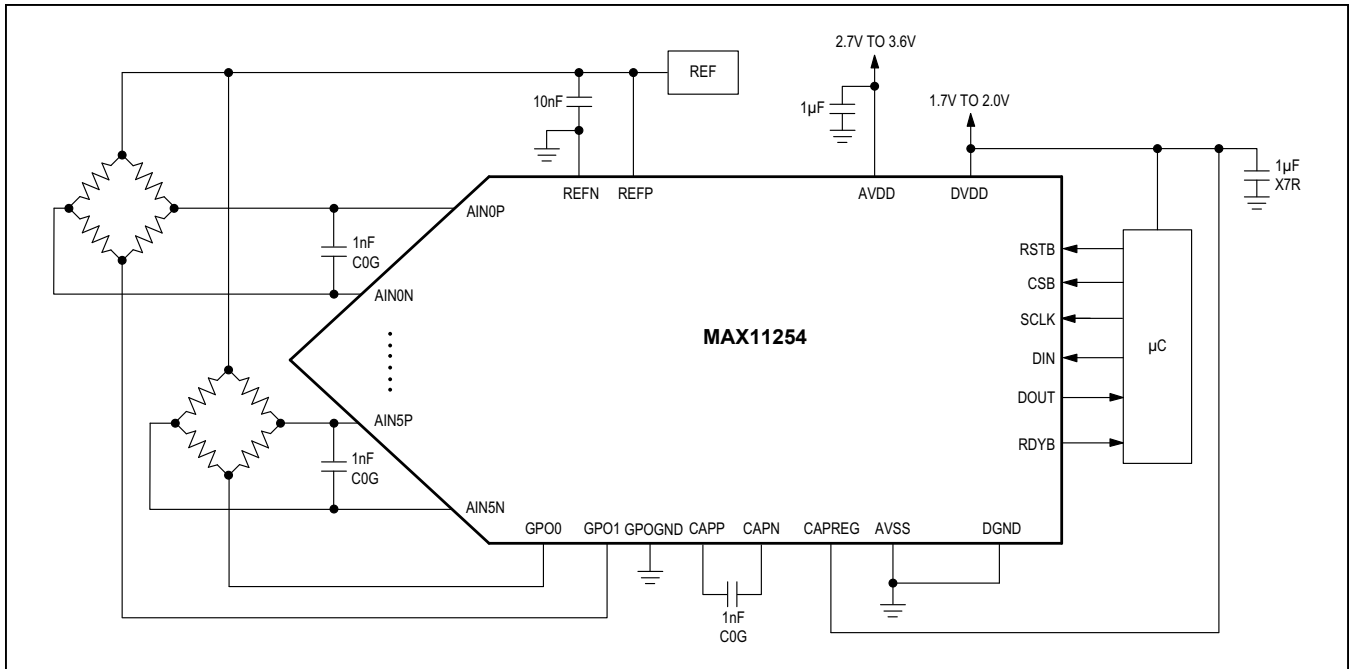 2.7V TO 3.6V
REF
10nF
1µF
1.7V TO 2.0V
1µF
X7R
REFN
REFP
AVDD
DVDD
AIN0P
1nF
C0G
AIN0N
RSTB
CSB
SCLK
DIN
DOUT
RDYB
µC
MAX11254
AIN5P
1nF
C0G
AIN5N
GPO0
GPO1
GPOGND
CAPP
CAPN
CAPREG
AVSS
DGND
1nF
C0G